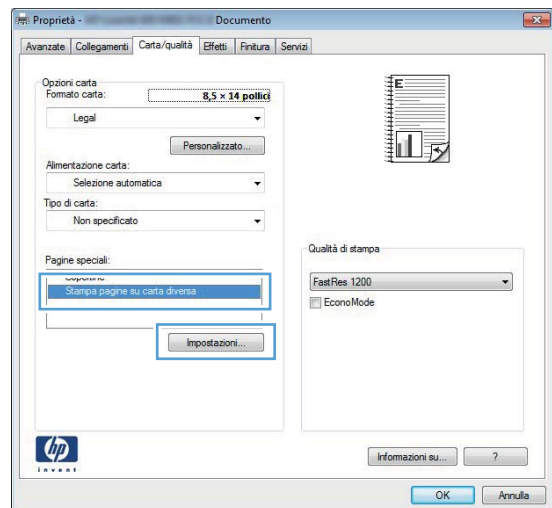 Proprietà - Documento
Avanzate Collegamenti Carta/qualità Effetti Finitura Servizi
Opzioni carta
Formato carta: 8,5 × 14 pollici
Legal
Personalizzato...
Alimentazione carta:
Selezione automatica
Tipo di carta:
Non specificato
Pagine speciali:
Stampa pagine su carta diversa
Impostazioni...
E
Qualità di stampa
FastRes 1200
EconoMode
hp
invent
Informazioni su... ?
OK Annulla